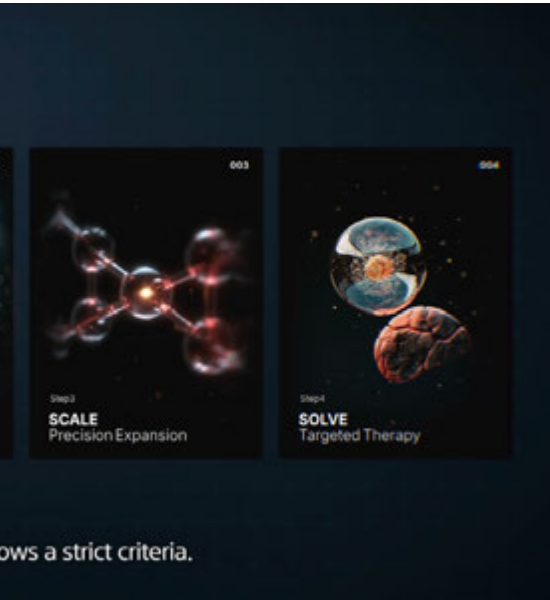 003
Step3
SCALE
Precision Expansion
004
Step4
SOLVE
Targeted Therapy
ows a strict criteria.